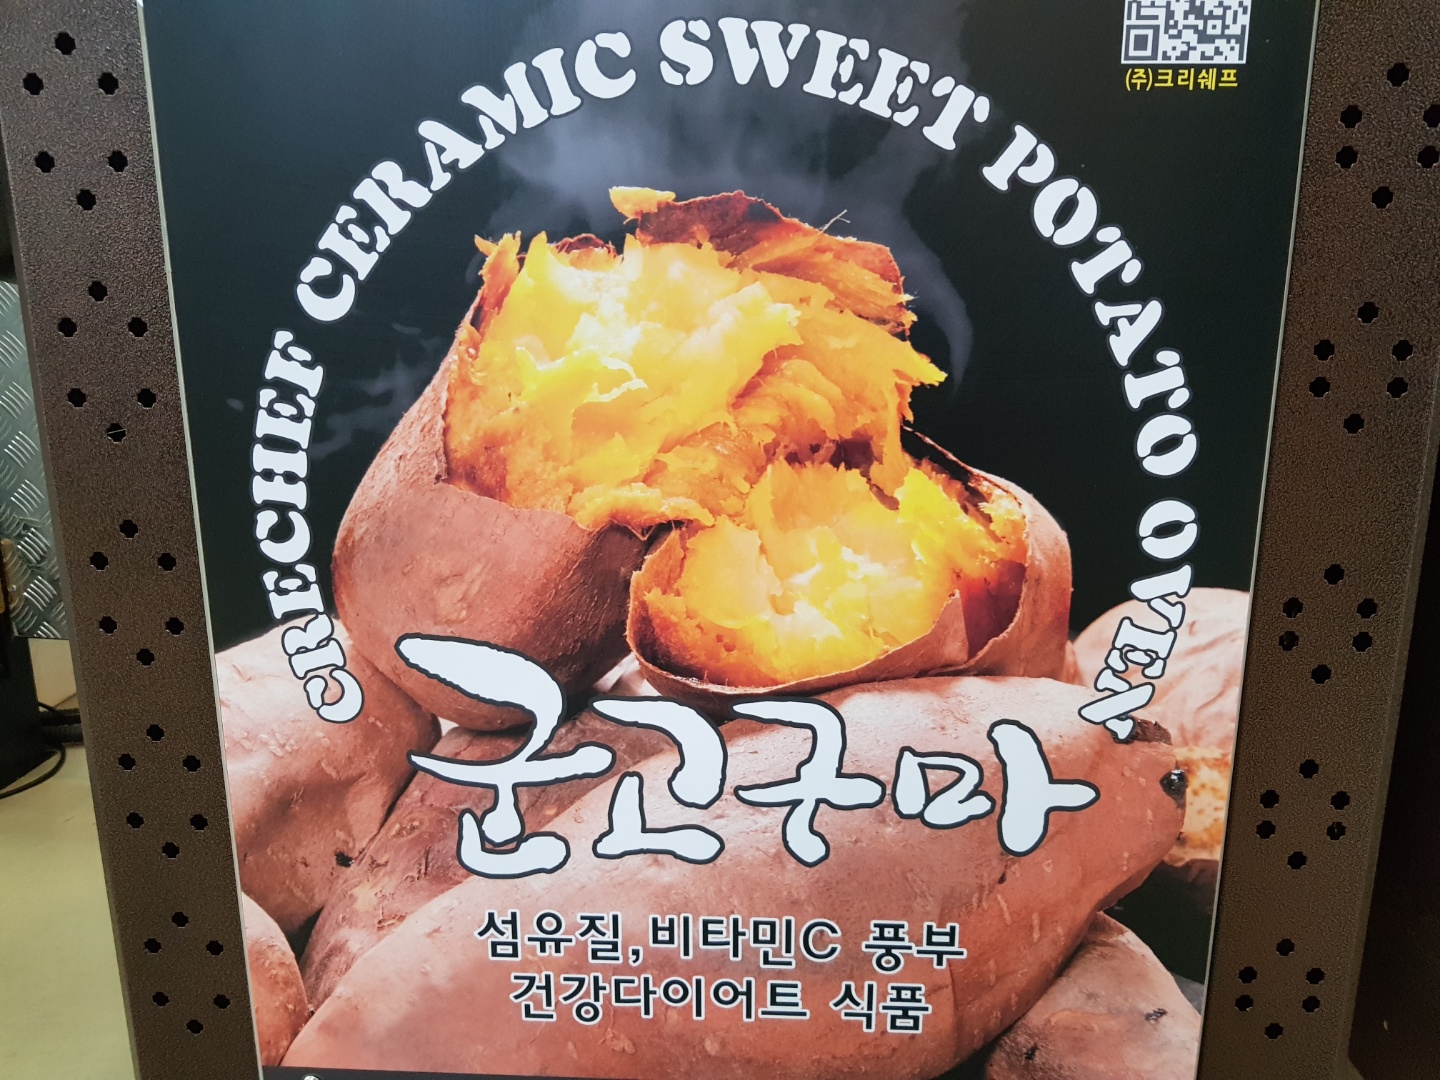 (주)크리쉐프
CRECHEF CERAMIC SWEET POTATO OVEN
군고구마
섬유질,비타민C 풍부
건강다이어트 식품